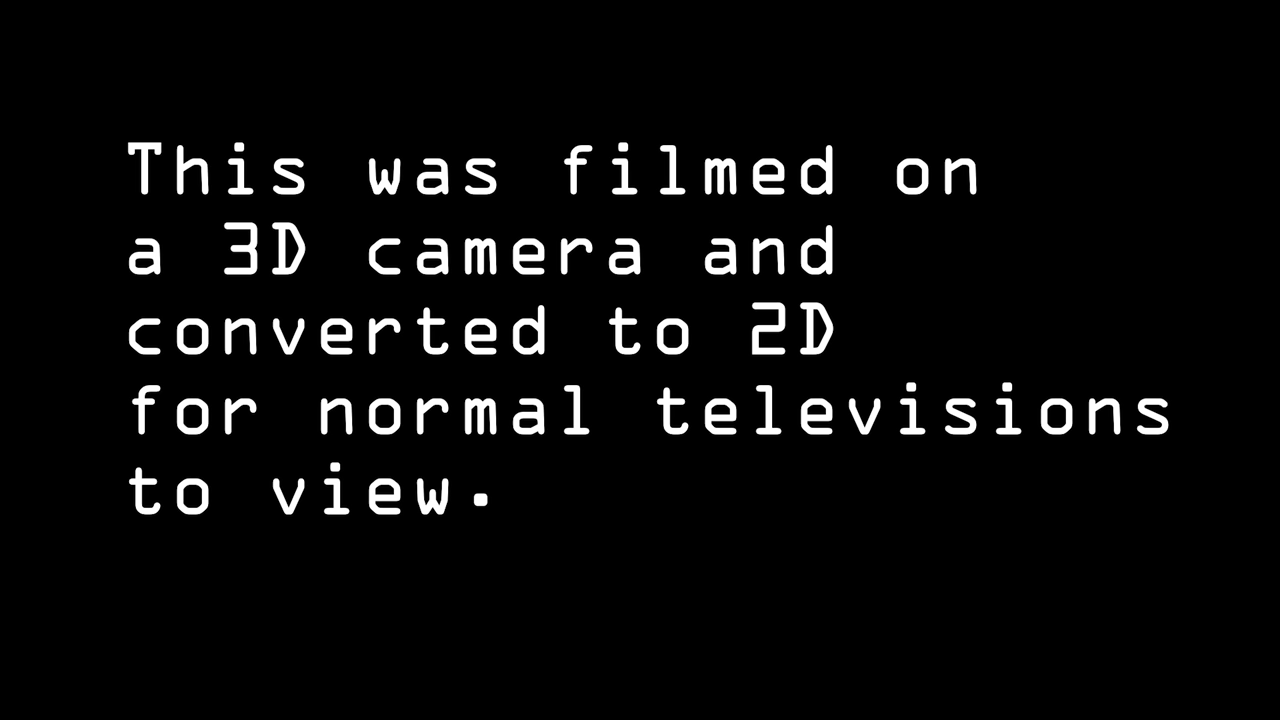 This was filmed on
a 3D camera and
converted to 2D
for normal televisions
to view.